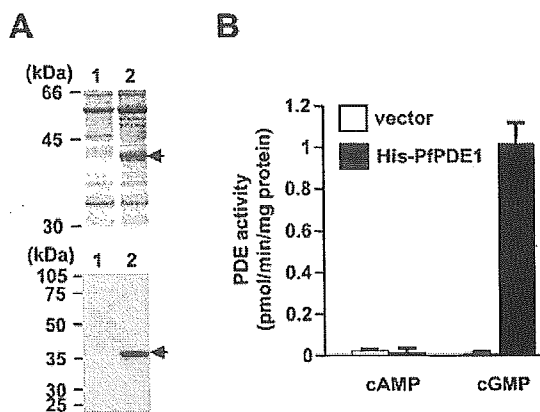 A
(kDa) 1 2
66
45
30
(kDa) 1 2
105
75
50
35
30
25
B
PDE activity
(pmol/min/mg protein)
1.2
1
0.8
0.6
0.4
0.2
0
vector
His-PfPDE1
cAMP cGMP